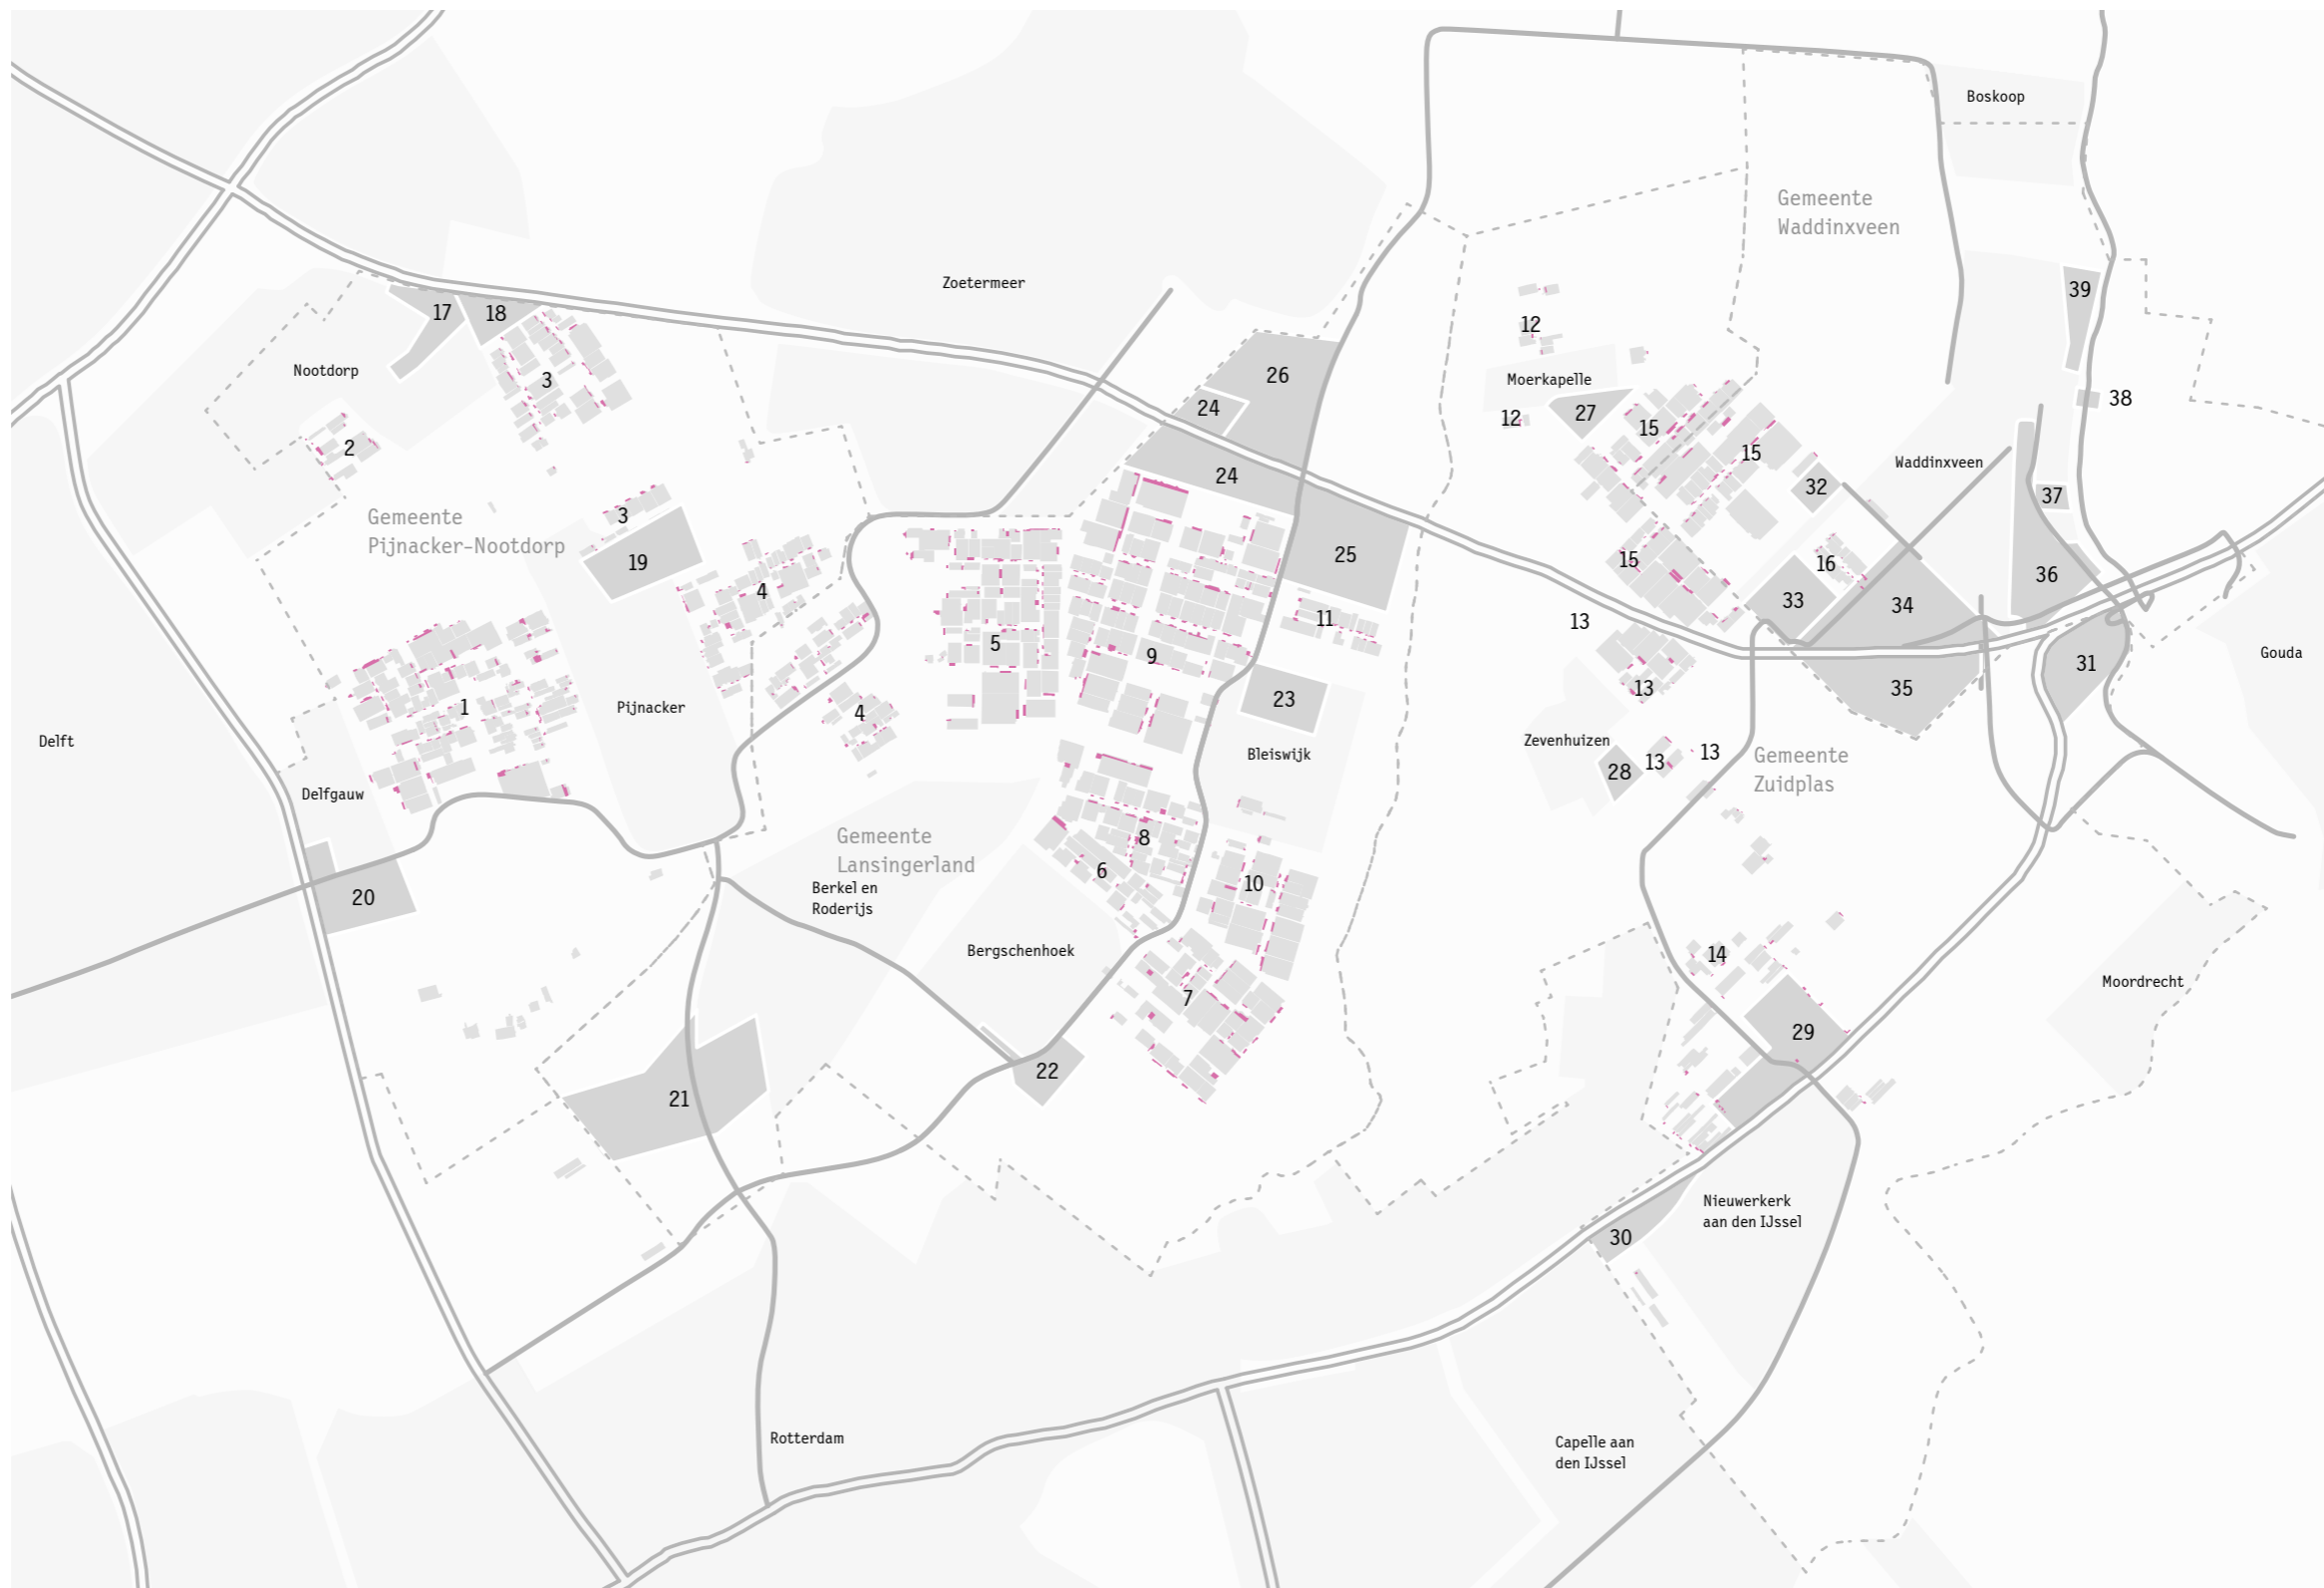 Boskoop
Gemeente
Waddinxveen
Zoetermeer
39
12
17
18
Nootdorp
3
26
Moerkapelle
38
24
27
12
15
2
15
Waddinxveen
24
32
37
3
Gemeente
Pijnacker-Nootdorp
25
19
15
16
36
4
33
34
11
13
5
9
Gouda
31
13
35
23
1
Pijnacker
4
Delft
Zevenhuizen
Bleiswijk
13
13
28
Gemeente
Zuidplas
Delfgauw
Gemeente
Lansingerland
8
6
10
Berkel en
Roderijs
20
Bergschenhoek
14
Moordrecht
7
29
22
21
Nieuwerkerk
aan den IJssel
30
Rotterdam
Capelle aan
den IJssel